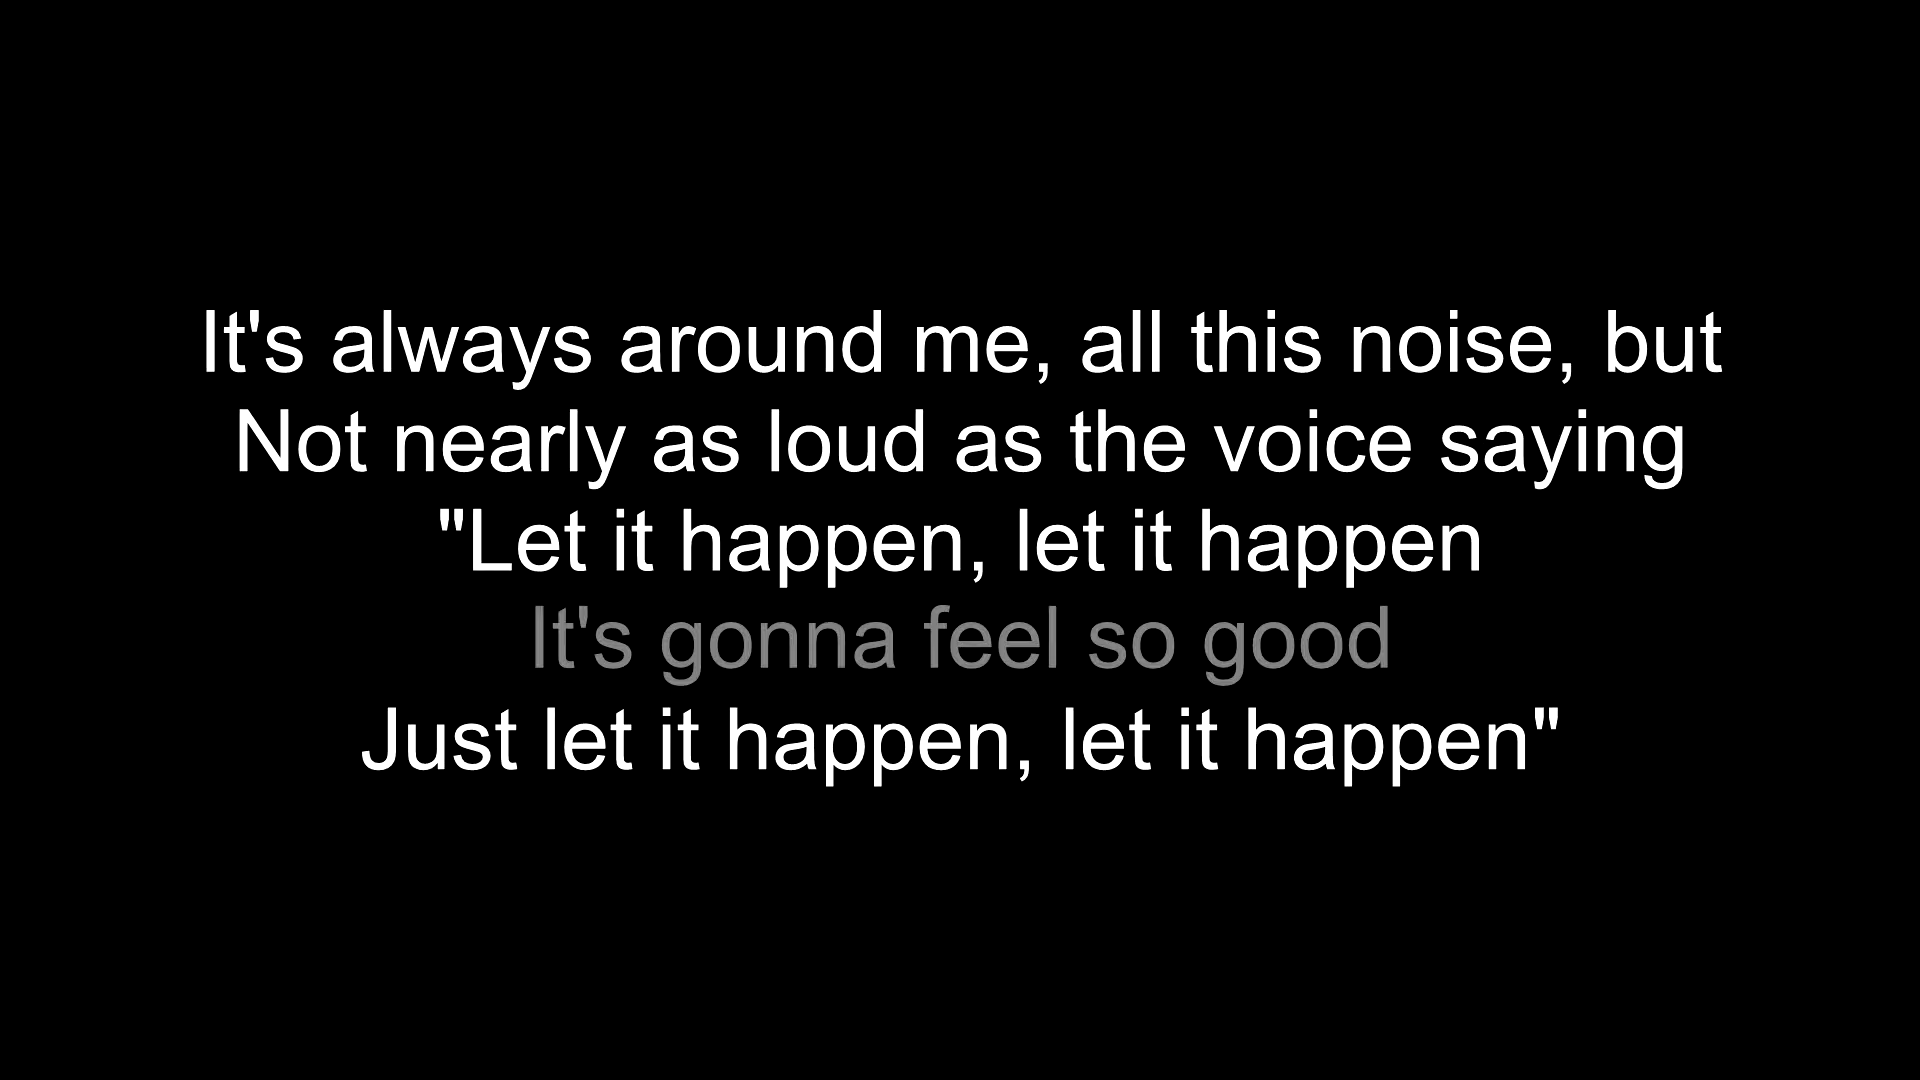 It's always around me, all this noise, but
Not nearly as loud as the voice saying
"Let it happen, let it happen
It's gonna feel so good
Just let it happen, let it happen"